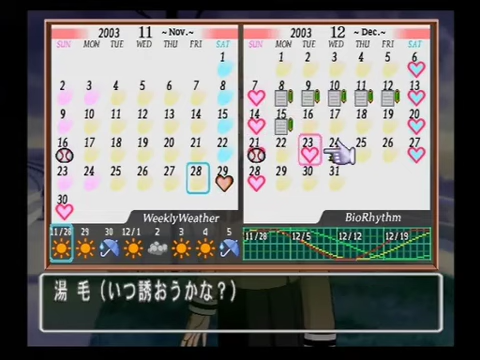 2003 11 ~Nov.~
SUN MON TUE WED THU FRI SAT
1
2 3 4 5 6 7 8
9 10 11 12 13 14 15
16 17 18 19 20 21 22
23 24 25 26 27 28 29
30
2003 12 ~Dec.~
SUN MON TUE WED THU FRI SAT
1 2 3 4 5 6
7 8 9 10 11 12 13
14 15 16 17 18 19 20
21 22 23 24 25 26 27
28 29 30 31
WeeklyWeather
11/28 29 30 12/1 2 3 4 5
BioRhythm
11/28 12/5 12/12 12/19
湯 毛（いつ誘おうかな？）